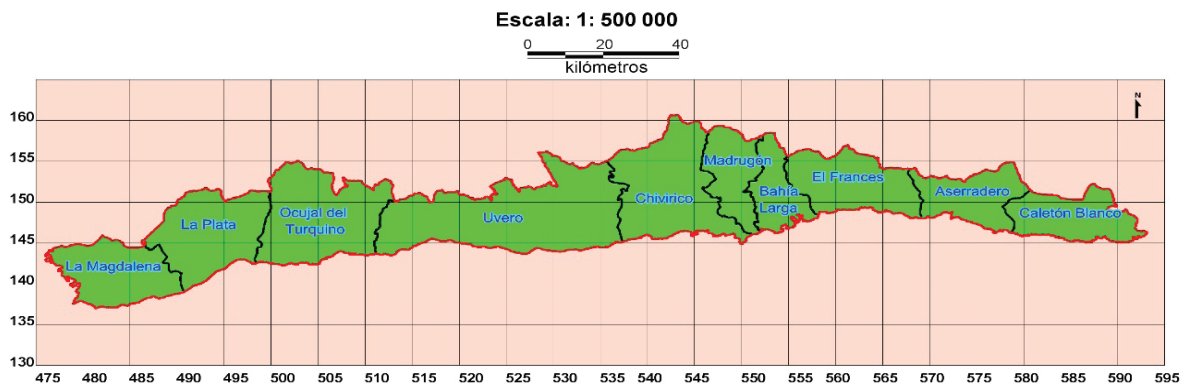 Escala: 1: 500 000
0 20 40
kilómetros
N
160
155
150
145
140
135
130
La Magdalena
La Plata
Ocujal del
Turquino
Uvero
Chivirico
Madrugón
Bahía
Larga
El Frances
Aserradero
Caletón Blanco
475 480 485 490 495 500 505 510 515 520 525 530 535 540 545 550 555 560 565 570 575 580 585 590 595